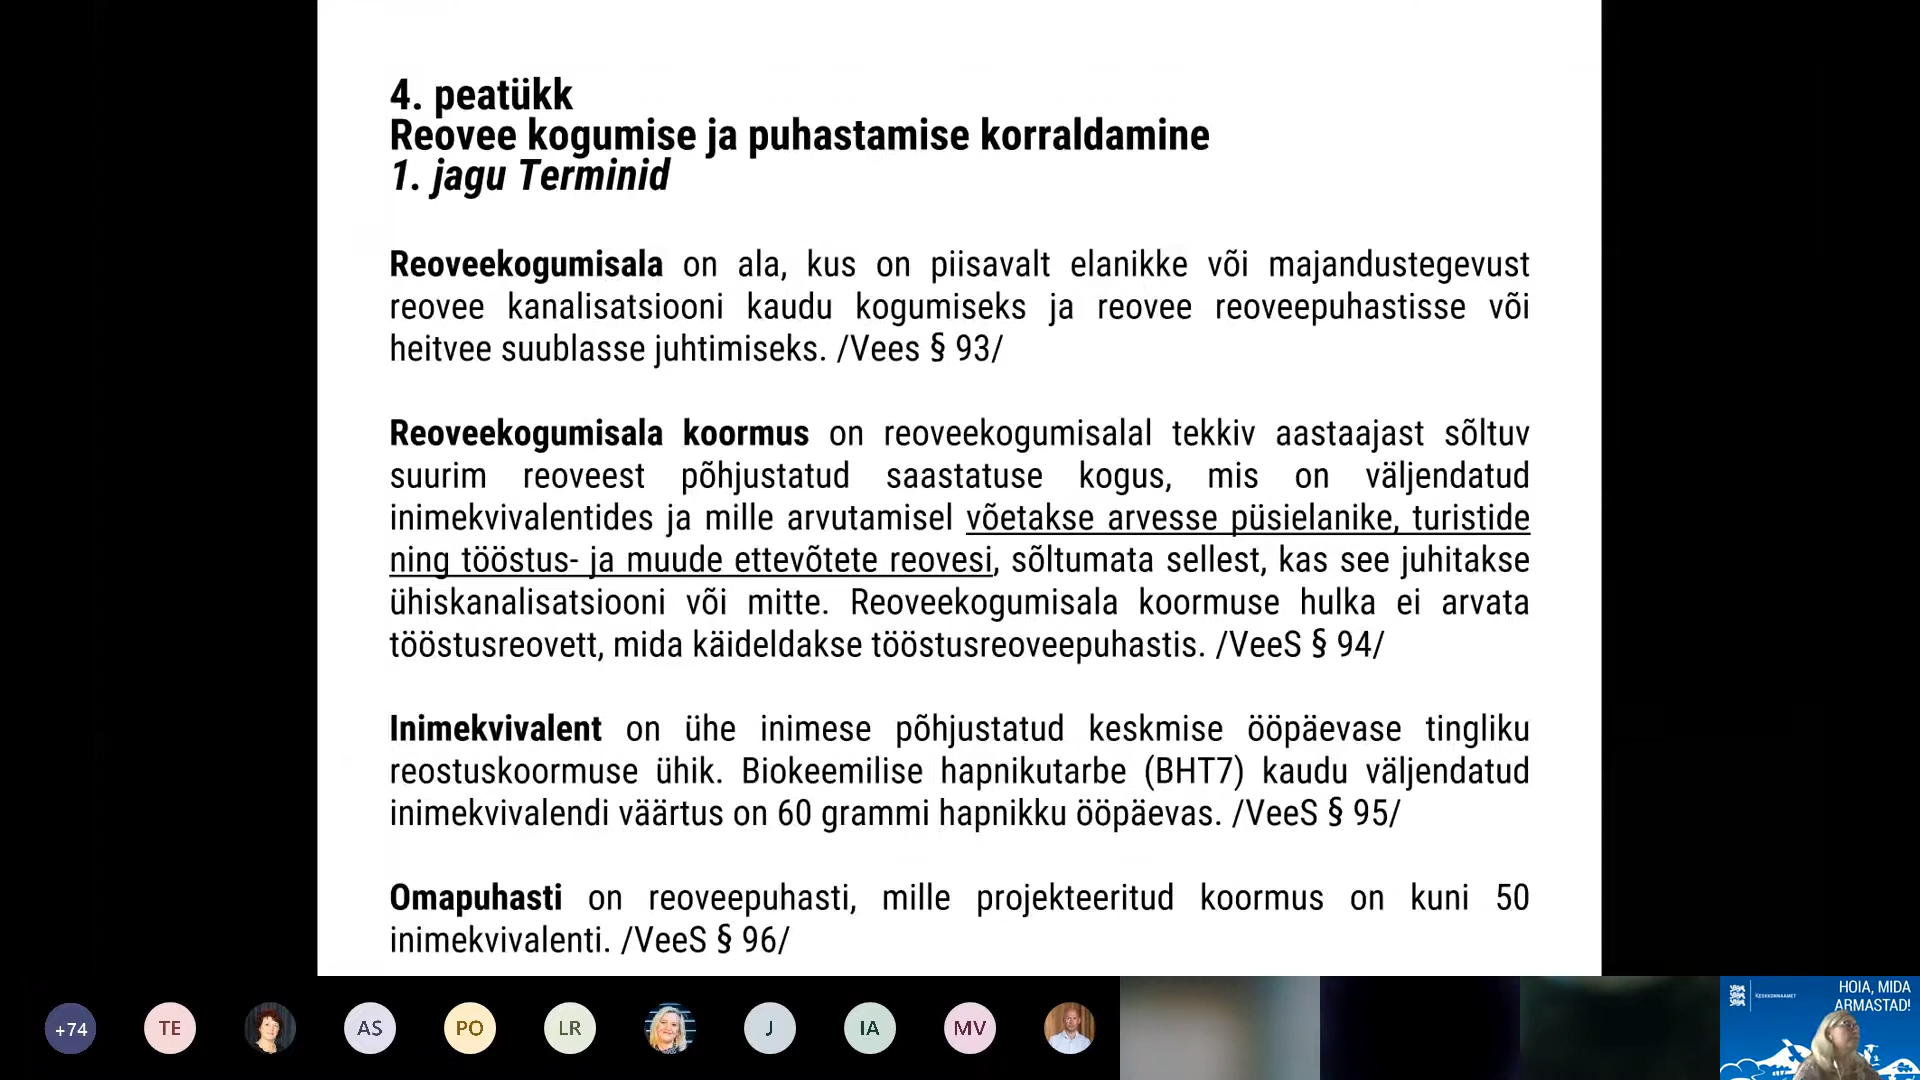 4. peatükk
Reovee kogumise ja puhastamise korraldamine
1. jagu Terminid
Reoveekogumisala on ala, kus on piisavalt elanikke või majandustegevust
reovee kanalisatsiooni kaudu kogumiseks ja reovee reoveepuhastisse või
heitvee suublasse juhtimiseks. /Vees § 93/
Reoveekogumisala koormus on reoveekogumisalal tekkiv aastaajast sõltuv
suurim reoveest põhjustatud saastatuse kogus, mis on väljendatud
inimekvivalentides ja mille arvutamisel võetakse arvesse püsielanike, turistide
ning tööstus- ja muude ettevõtete reovesi, sõltumata sellest, kas see juhitakse
ühiskanalisatsiooni või mitte. Reoveekogumisala koormuse hulka ei arvata
tööstusreovett, mida käideldakse tööstusreoveepuhastis. /VeeS § 94/
Inimekvivalent on ühe inimese põhjustatud keskmise ööpäevase tingliku
reostuskoormuse ühik. Biokeemilise hapnikutarbe (BHT7) kaudu väljendatud
inimekvivalendi väärtus on 60 grammi hapnikku ööpäevas. /VeeS § 95/
Omapuhasti on reoveepuhasti, mille projekteeritud koormus on kuni 50
inimekvivalenti. /VeeS § 96/
+74 TE AS PO LR J IA MV
KESKKONNAAMET
HOIA, MIDA
ARMASTAD!